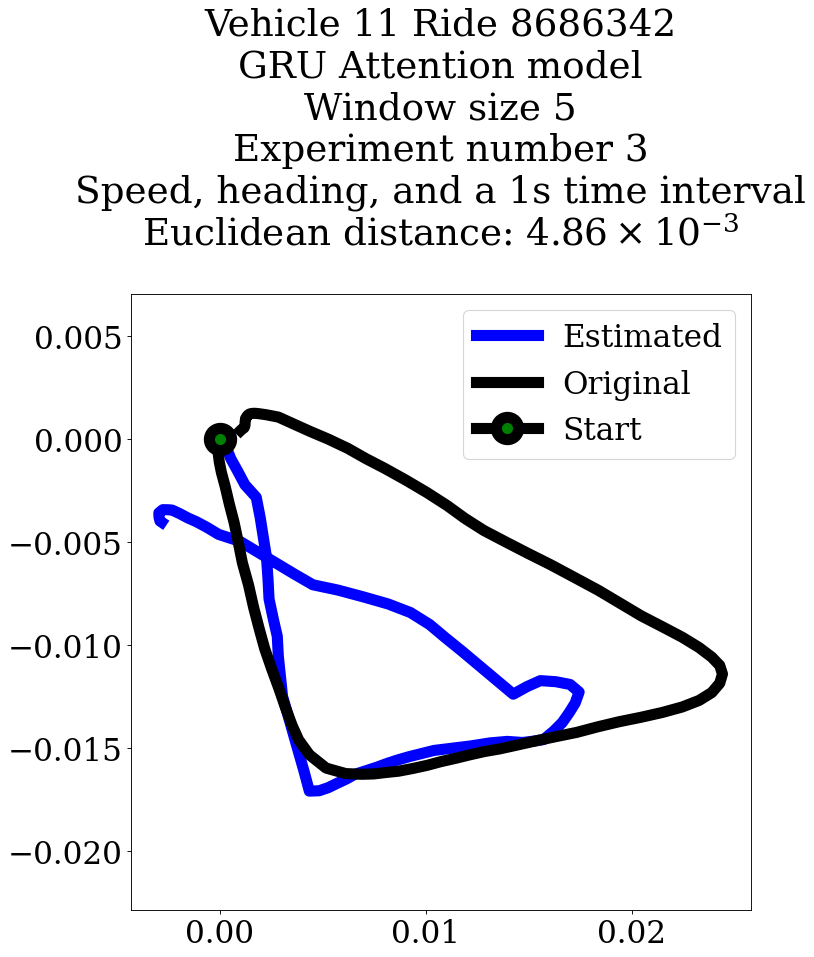 Vehicle 11 Ride 8686342
GRU Attention model
Window size 5
Experiment number 3
Speed, heading, and a 1s time interval
Euclidean distance: 4.86 × 10⁻³
Estimated
Original
Start
0.005
0.000
−0.005
−0.010
−0.015
−0.020
0.00
0.01
0.02